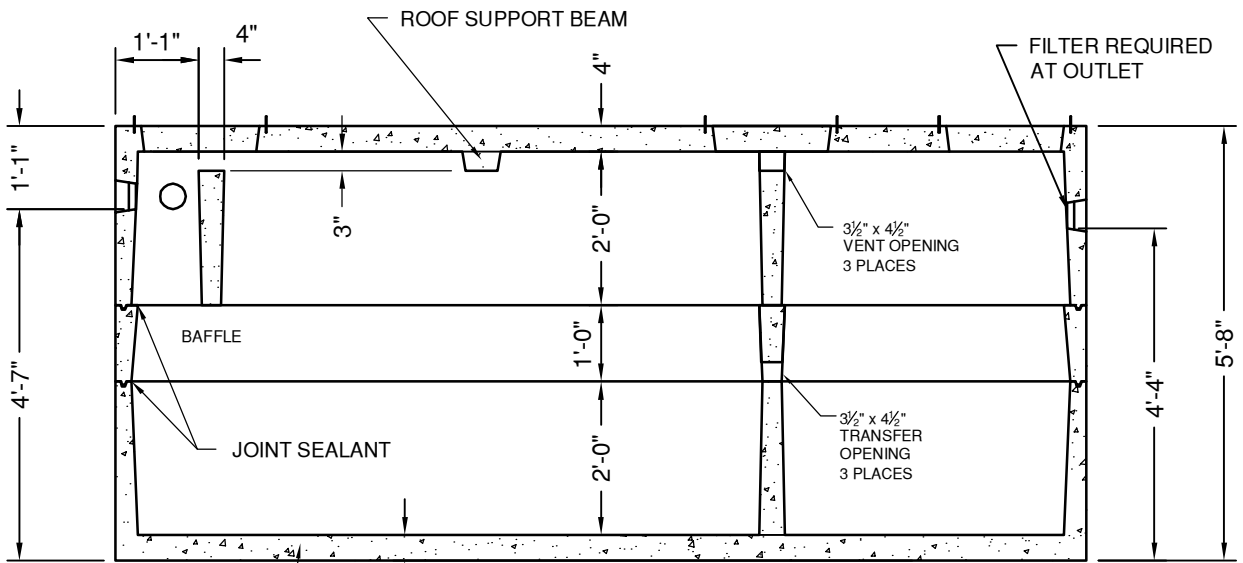 ROOF SUPPORT BEAM
1'-1"
4"
4"
FILTER REQUIRED
AT OUTLET
1'-1"
3"
2'-0"
3½" x 4½"
VENT OPENING
3 PLACES
BAFFLE
1'-0"
4'-7"
5'-8"
4'-4"
JOINT SEALANT
2'-0"
3½" x 4½"
TRANSFER
OPENING
3 PLACES